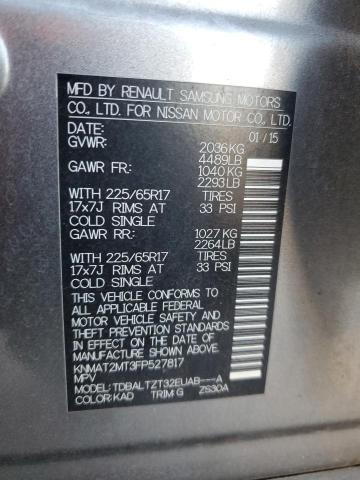 MFD BY RENAULT SAMSUNG MOTORS
CO., LTD. FOR NISSAN MOTOR CO., LTD.
DATE: 01/15
GVWR: 2036KG
4489LB
GAWR FR: 1040KG
2293LB
WITH 225/65R17 TIRES
17x7J RIMS AT 33 PSI
COLD SINGLE
GAWR RR: 1027 KG
2264LB
WITH 225/65R17 TIRES
17x7J RIMS AT 33 PSI
COLD SINGLE
THIS VEHICLE CONFORMS TO
ALL APPLICABLE FEDERAL
MOTOR VEHICLE SAFETY AND
THEFT PREVENTION STANDARDS
IN EFFECT ON THE DATE OF
MANUFACTURE SHOWN ABOVE.
KNMAT2MT3FP527817
MPV
MODEL:TDBALTZT32EUAB---A
COLOR:KAD TRIM:G ZS30A